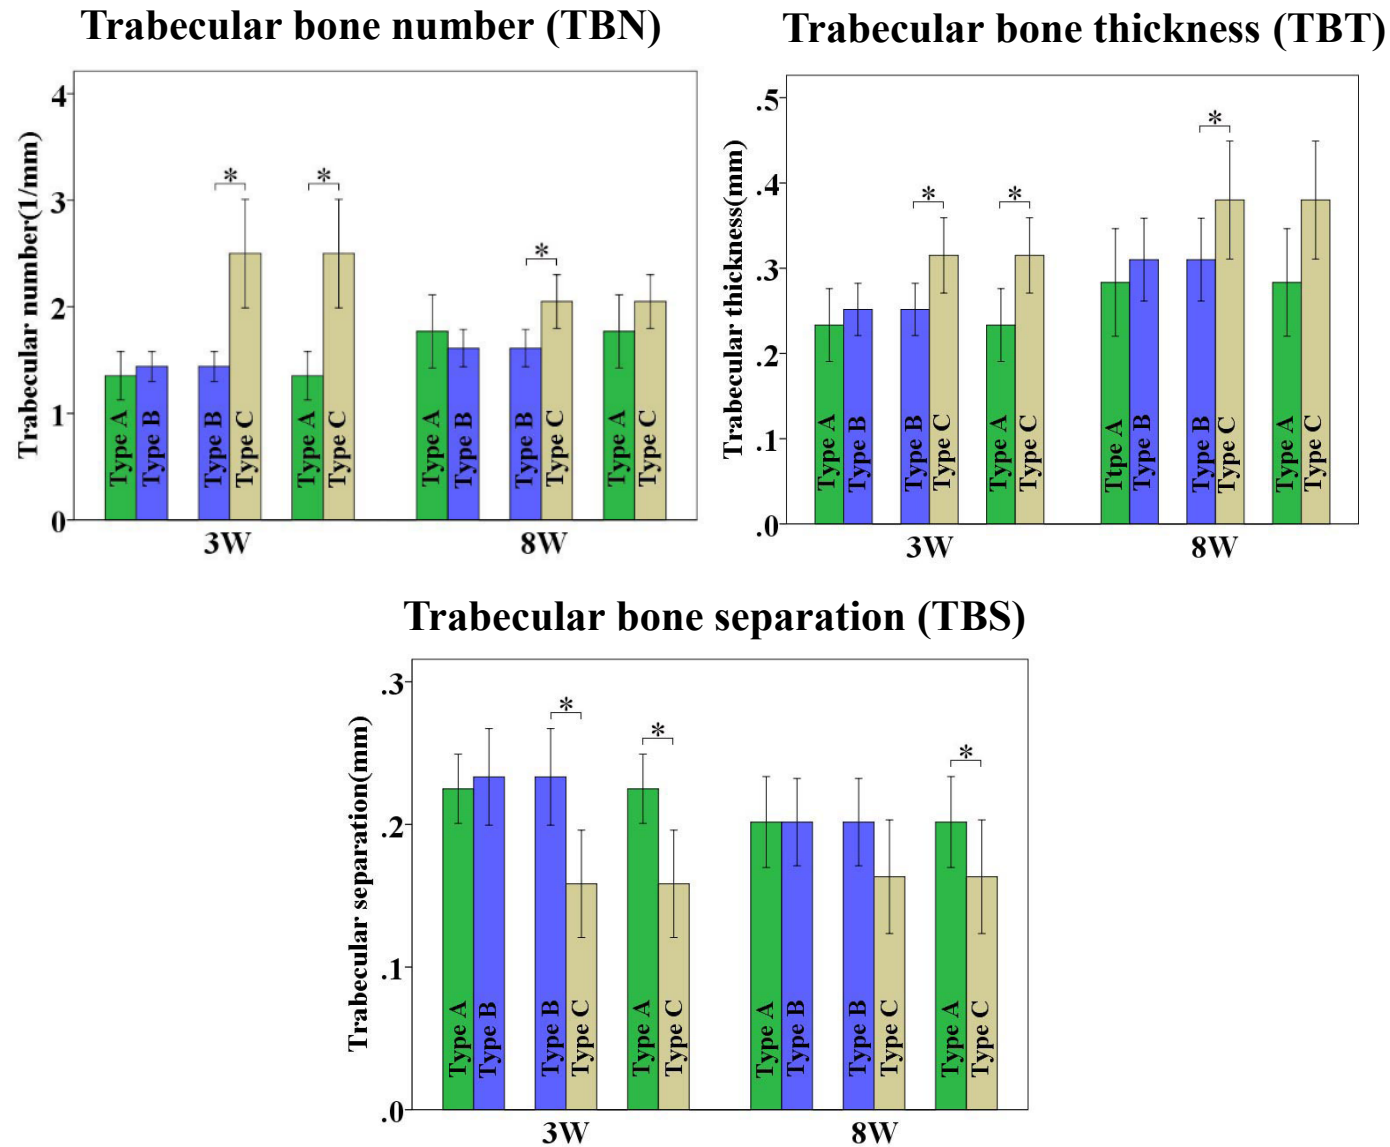 Trabecular bone number (TBN)
Trabecular number(1/mm)
4
3
2
1
0
*
*
*
Type A
Type B
Type B
Type C
Type A
Type C
Type A
Type B
Type B
Type C
Type A
Type C
3W
8W
Trabecular bone thickness (TBT)
Trabecular thickness(mm)
.5
.4
.3
.2
.1
.0
*
*
*
Type A
Type B
Type B
Type C
Type A
Type C
Ttpe A
Type B
Type B
Type C
Type A
Type C
3W
8W
Trabecular bone separation (TBS)
Trabecular separation(mm)
.3
.2
.1
.0
*
*
*
Type A
Type B
Type B
Type C
Type A
Type C
Type A
Type B
Type B
Type C
Type A
Type C
3W
8W